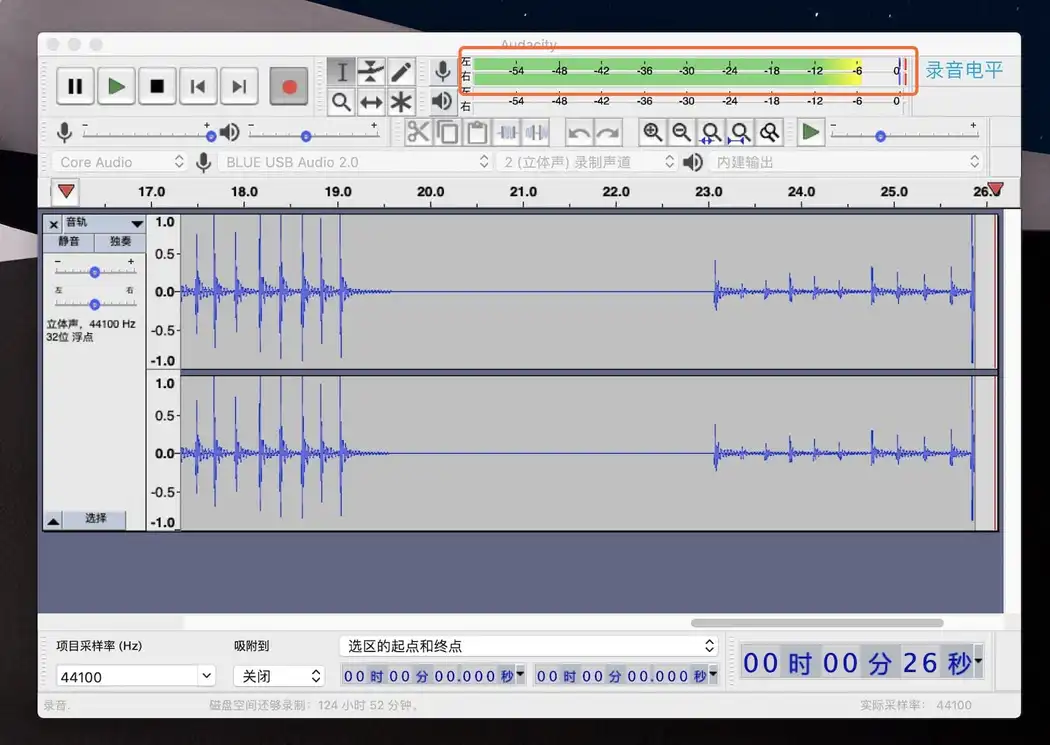 Audacity
左 -54 -48 -42 -36 -30 -24 -18 -12 -6 0
右
录音电平
左
右 -54 -48 -42 -36 -30 -24 -18 -12 -6 0
- + - + - +
Core Audio BLUE USB Audio 2.0 2 (立体声) 录制声道 内建输出
17.0 18.0 19.0 20.0 21.0 22.0 23.0 24.0 25.0 26.0
音轨
静音 独奏
- +
左 右
立体声, 44100 Hz
32位 浮点
选择
1.0
0.5
0.0
-0.5
-1.0
1.0
0.5
0.0
-0.5
-1.0
项目采样率 (Hz) 吸附到 选区的起点和终点
44100 关闭 00 时 00 分 00.000 秒 00 时 00 分 00.000 秒
00 时 00 分 26 秒
录音. 磁盘空间还够录制: 124 小时 52 分钟。 实际采样率: 44100